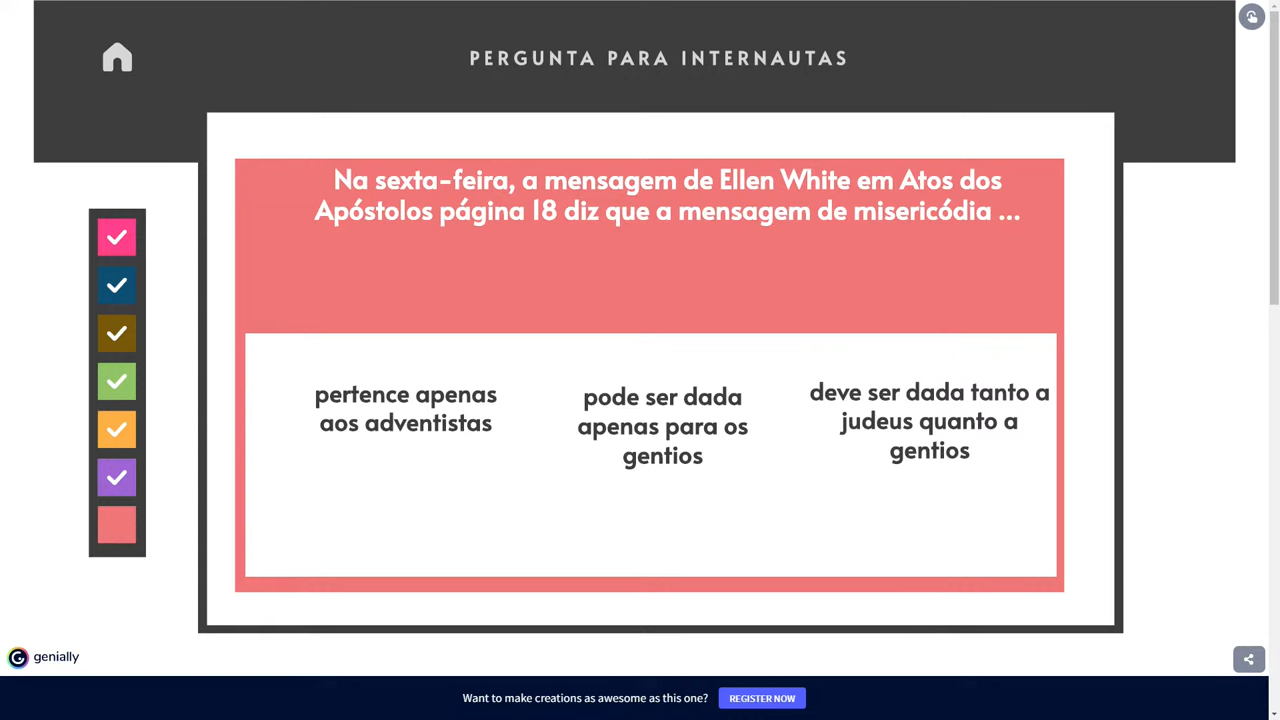 PERGUNTA PARA INTERNAUTAS
Na sexta-feira, a mensagem de Ellen White em Atos dos
Apóstolos página 18 diz que a mensagem de misericódia ...
pertence apenas
aos adventistas
pode ser dada
apenas para os
gentios
deve ser dada tanto a
judeus quanto a
gentios
genially
Want to make creations as awesome as this one?
REGISTER NOW